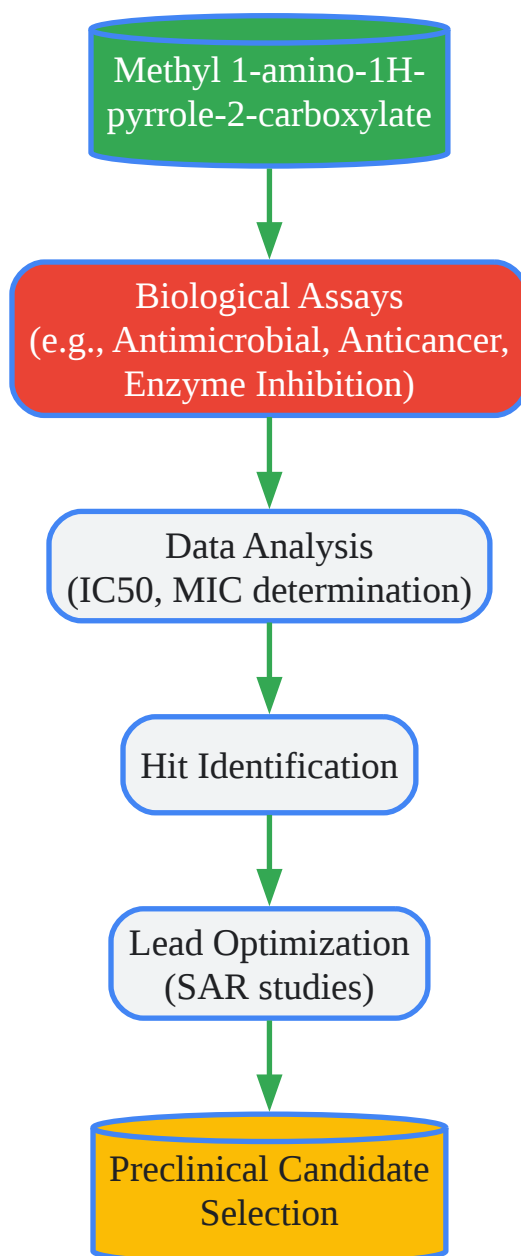 Methyl 1-amino-1H-
pyrrole-2-carboxylate
Biological Assays
(e.g., Antimicrobial, Anticancer,
Enzyme Inhibition)
Data Analysis
(IC50, MIC determination)
Hit Identification
Lead Optimization
(SAR studies)
Preclinical Candidate
Selection